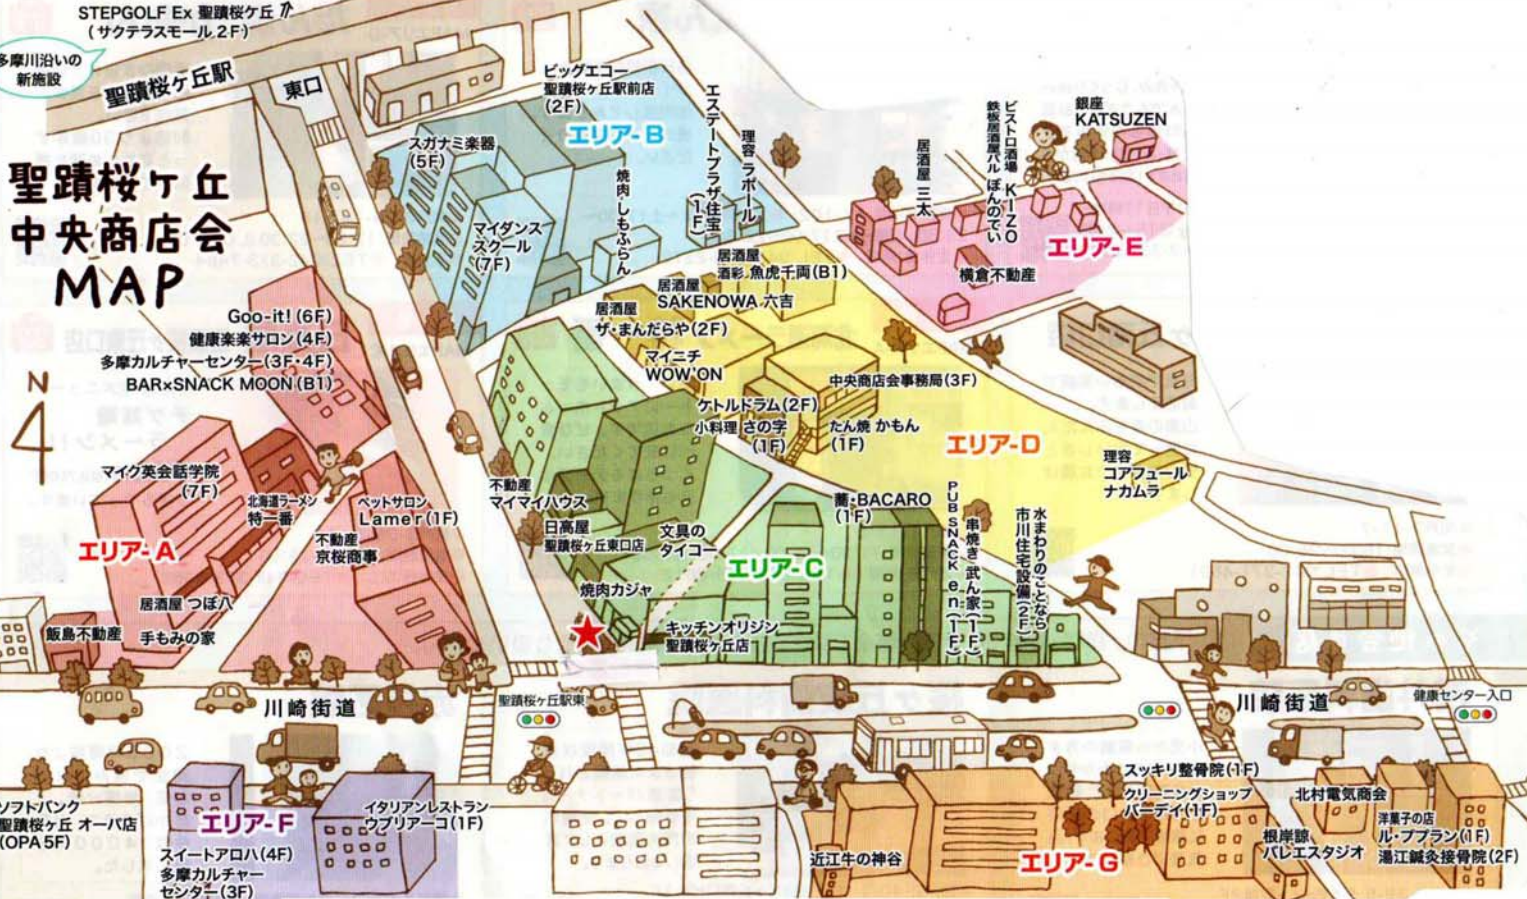 STEPGOLF Ex 聖蹟桜ケ丘
(サクテラスモール 2F)
多摩川沿いの
新施設
聖蹟桜ヶ丘駅
東口
聖蹟桜ヶ丘
中央商店会
MAP
N
ビッグエコー
聖蹟桜ヶ丘駅前店
(2F)
エリア-B
スガナミ楽器
(5F)
マイダンス
スクール
(7F)
焼肉 しもふらん
エステートプラザ住宝
(1F)
理容 ラポール
居酒屋 三太
ビストロ酒場 KIZO
鉄板居酒屋バル ぽんのてい
銀座
KATSUZEN
エリア-E
横倉不動産
居酒屋
酒彩 魚虎千両(B1)
居酒屋
SAKENOWA 六吉
居酒屋
ザ・まんだらや(2F)
マイニチ
WOW'ON
中央商店会事務局(3F)
ケトルドラム(2F)
小料理 さの字
(1F)
たん焼 かもん
(1F)
エリア-D
理容
コアフュール
ナカムラ
Goo-it! (6F)
健康楽楽サロン(4F)
多摩カルチャーセンター(3F・4F)
BAR×SNACK MOON(B1)
マイク英会話学院
(7F)
北海道ラーメン
特一番
ペットサロン
Lamer(1F)
不動産
京桜商事
エリア-A
居酒屋 つぼ八
手もみの家
飯島不動産
不動産
マイマイハウス
日高屋
聖蹟桜ヶ丘東口店
文具の
タイコー
焼肉カジャ
キッチンオリジン
聖蹟桜ヶ丘店
エリア-C
蕎・BACARO
(1F)
PUB SNACK en(1F)
串焼き 武ん家(1F)
水まわりのことなら
市川住宅設備(2F)
川崎街道
聖蹟桜ヶ丘駅東
川崎街道
健康センター入口
ソフトバンク
聖蹟桜ヶ丘 オーパ店
(OPA 5F)
エリア-F
スイートアロハ(4F)
多摩カルチャー
センター(3F)
イタリアンレストラン
ウブリアーコ(1F)
近江牛の神谷
エリア-G
スッキリ整骨院(1F)
クリーニングショップ
バーデイ(1F)
北村電気商会
根岸諒
バレエスタジオ
洋菓子の店
ル・ププラン(1F)
湯江鍼灸接骨院(2F)